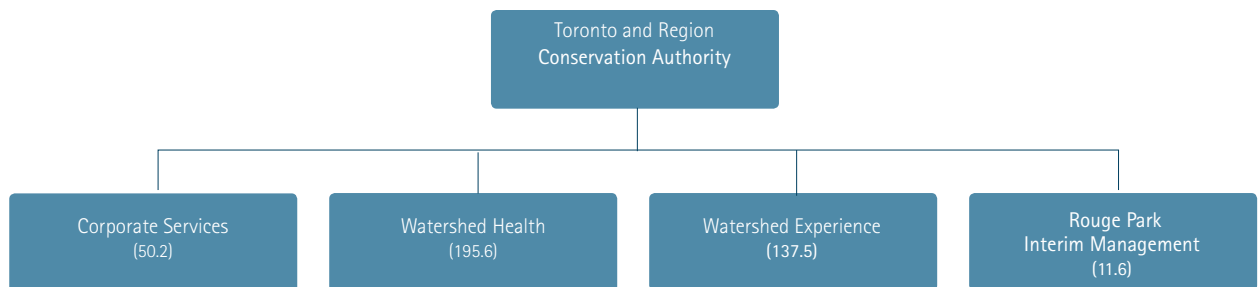 Toronto and Region
Conservation Authority
Corporate Services
(50.2)
Watershed Health
(195.6)
Watershed Experience
(137.5)
Rouge Park
Interim Management
(11.6)